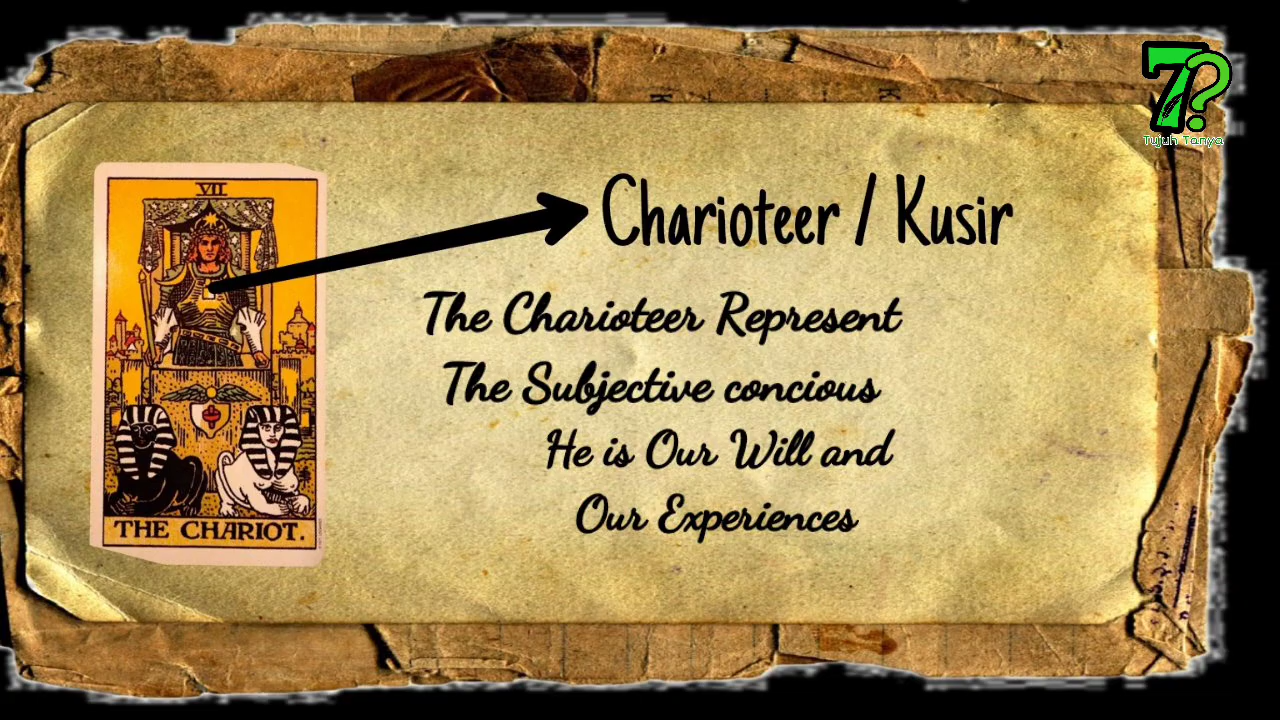 7?
Tujuh Tanya
VII
THE CHARIOT.
Charioteer / Kusir
The Charioteer Represent
The Subjective concious
He is Our Will and
Our Experiences